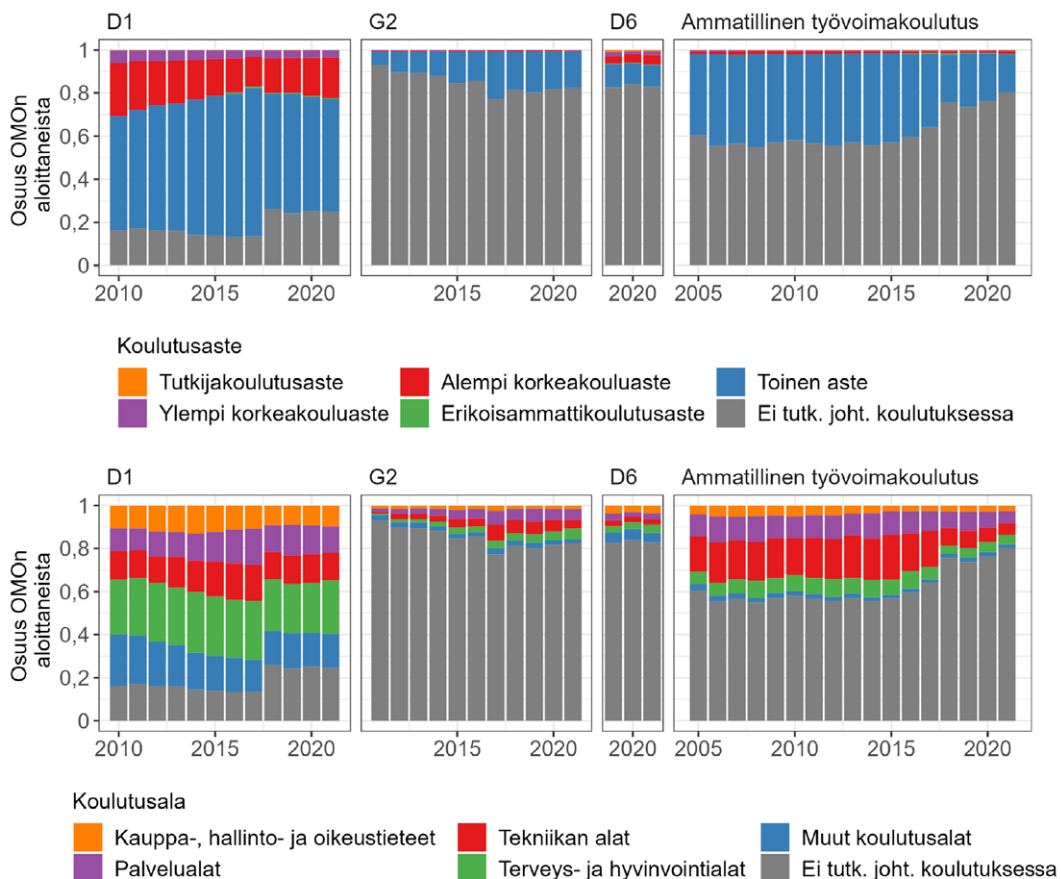 D1 G2 D6 Ammatillinen työvoimakoulutus
Osuus OMOn
aloittaneista
1
0,8
0,6
0,4
0,2
0
2010 2015 2020 2015 2020 2020 2005 2010 2015 2020
Koulutusaste
Tutkijakoulutusaste Alempi korkeakouluaste Toinen aste
Ylempi korkeakouluaste Erikoisammattikoulutusaste Ei tutk. joht. koulutuksessa
D1 G2 D6 Ammatillinen työvoimakoulutus
Osuus OMOn
aloittaneista
1
0,8
0,6
0,4
0,2
0
2010 2015 2020 2015 2020 2020 2005 2010 2015 2020
Koulutusala
Kauppa-, hallinto- ja oikeustieteet Tekniikan alat Muut koulutusalat
Palvelualat Terveys- ja hyvinvointialat Ei tutk. joht. koulutuksessa